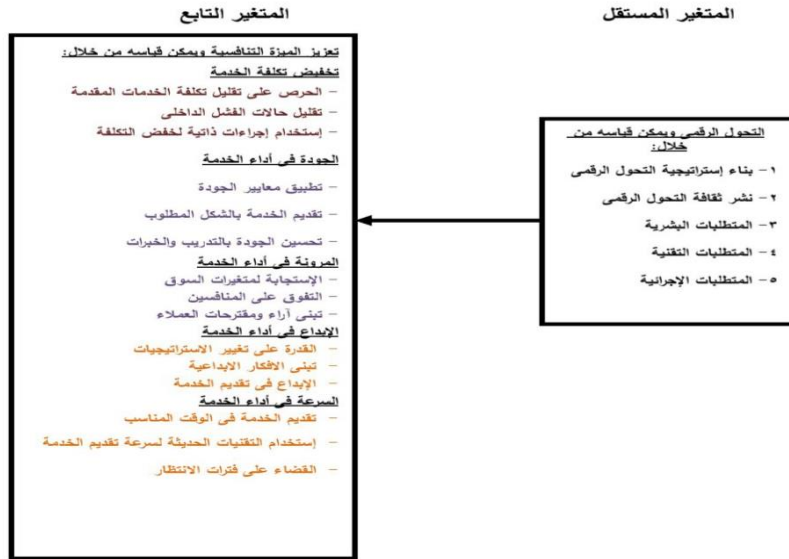 المتغير المستقل
المتغير التابع
التحول الرقمى ويمكن قياسه من
خلال:
١- بناء إستراتيجية التحول الرقمى
٢- نشر ثقافة التحول الرقمى
٣- المتطلبات البشرية
٤- المتطلبات التقنية
٥- المتطلبات الإجرائية
تعزيز الميزة التنافسية ويمكن قياسه من خلال:
تخفيض تكلفة الخدمة
- الحرص على تقليل تكلفة الخدمات المقدمة
- تقليل حالات الفشل الداخلى
- إستخدام إجراءات ذاتية لخفض التكلفة
الجودة فى أداء الخدمة
- تطبيق معايير الجودة
- تقديم الخدمة بالشكل المطلوب
- تحسين الجودة بالتدريب والخبرات
المرونة فى أداء الخدمة
- الإستجابة لمتغيرات السوق
- التفوق على المنافسين
- تبنى آراء ومقترحات العملاء
الإبداع فى أداء الخدمة
- القدرة على تغيير الاستراتيجيات
- تبنى الافكار الابداعية
- الإبداع فى تقديم الخدمة
السرعة فى أداء الخدمة
- تقديم الخدمة فى الوقت المناسب
- إستخدام التقنيات الحديثة لسرعة تقديم الخدمة
- القضاء على فترات الانتظار